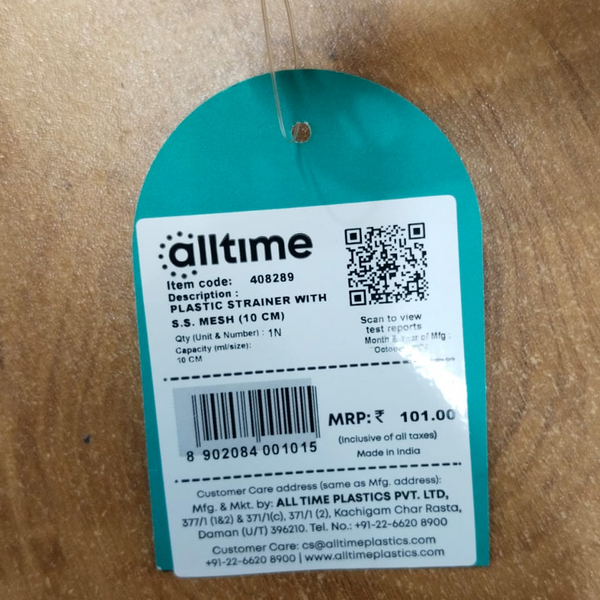 alltime
Item code: 408289
Description :
PLASTIC STRAINER WITH
S.S. MESH (10 CM)
Qty (Unit & Number) : 1N
Capacity (ml/size):
10 CM
Scan to view
test reports
Month & Year of Mfg :
October
MRP: ₹ 101.00
(Inclusive of all taxes)
Made in India
8 902084 001015
Customer Care address (same as Mfg. address):
Mfg. & Mkt. by: ALL TIME PLASTICS PVT. LTD,
377/1 (1&2) & 371/1(c), 371/1 (2), Kachigam Char Rasta,
Daman (U/T) 396210. Tel. No.: +91-22-6620 8900
Customer Care: cs@alltimeplastics.com
+91-22-6620 8900 | www.alltimeplastics.com